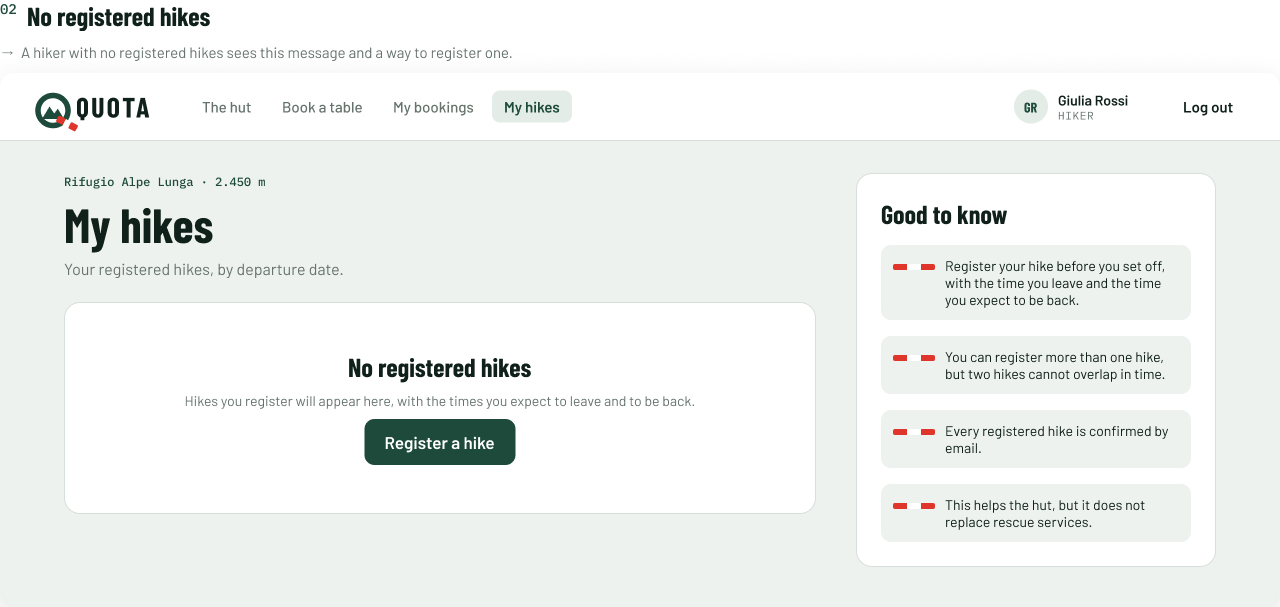 02 No registered hikes
→ A hiker with no registered hikes sees this message and a way to register one.
QUOTA
The hut
Book a table
My bookings
My hikes
GR
Giulia Rossi
HIKER
Log out
Rifugio Alpe Lunga · 2.450 m
My hikes
Your registered hikes, by departure date.
No registered hikes
Hikes you register will appear here, with the times you expect to leave and to be back.
Register a hike
Good to know
Register your hike before you set off,
with the time you leave and the time
you expect to be back.
You can register more than one hike,
but two hikes cannot overlap in time.
Every registered hike is confirmed by
email.
This helps the hut, but it does not
replace rescue services.